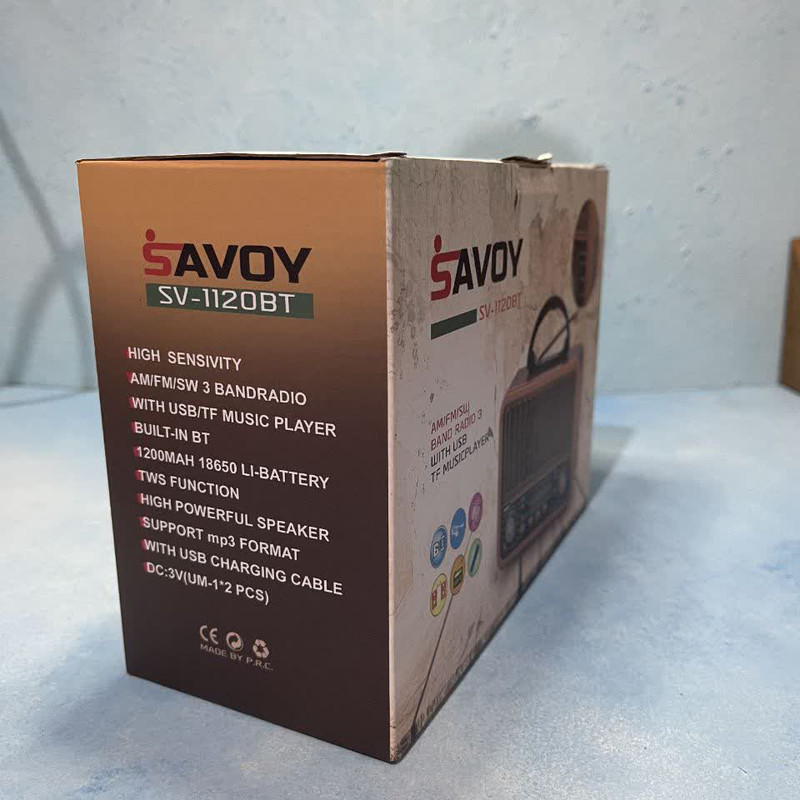 SAVOY
SV-1120BT
HIGH SENSIVITY
AM/FM/SW 3 BANDRADIO
WITH USB/TF MUSIC PLAYER
BUILT-IN BT
1200MAH 18650 LI-BATTERY
TWS FUNCTION
HIGH POWERFUL SPEAKER
SUPPORT mp3 FORMAT
WITH USB CHARGING CABLE
DC:3V(UM-1*2 PCS)
CE
MADE BY P.R.C.
SAVOY
SV-1120BT
AM/FM/SW
BAND RADIO 3
WITH USB
TF MUSICPLAYER